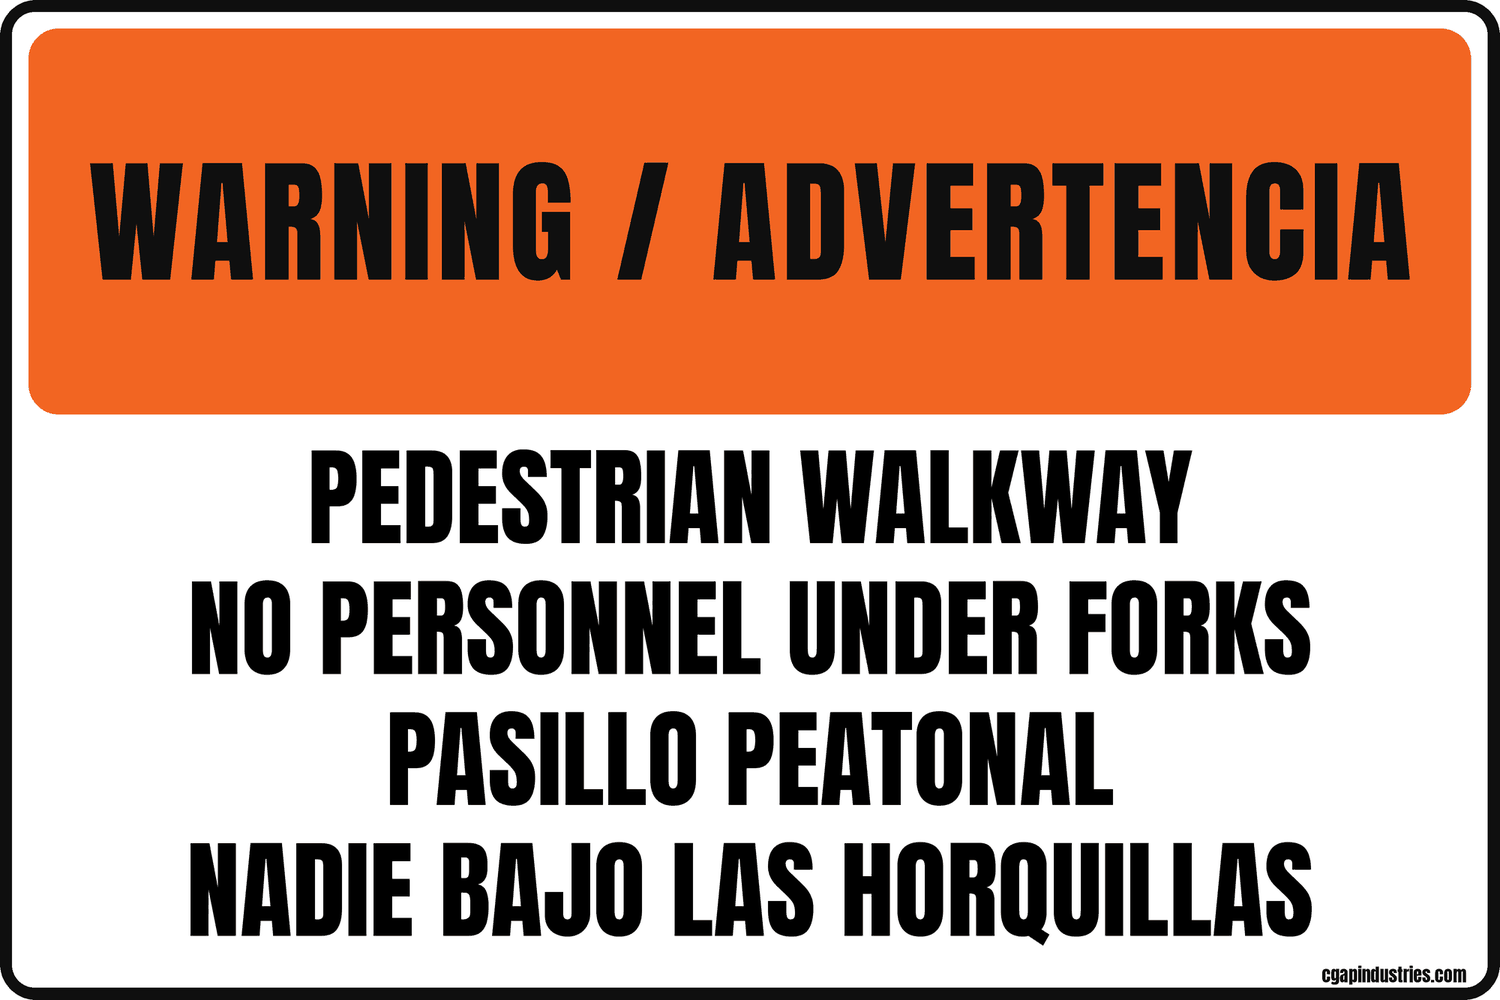 WARNING / ADVERTENCIA
PEDESTRIAN WALKWAY
NO PERSONNEL UNDER FORKS
PASILLO PEATONAL
NADIE BAJO LAS HORQUILLAS
cgapindustries.com